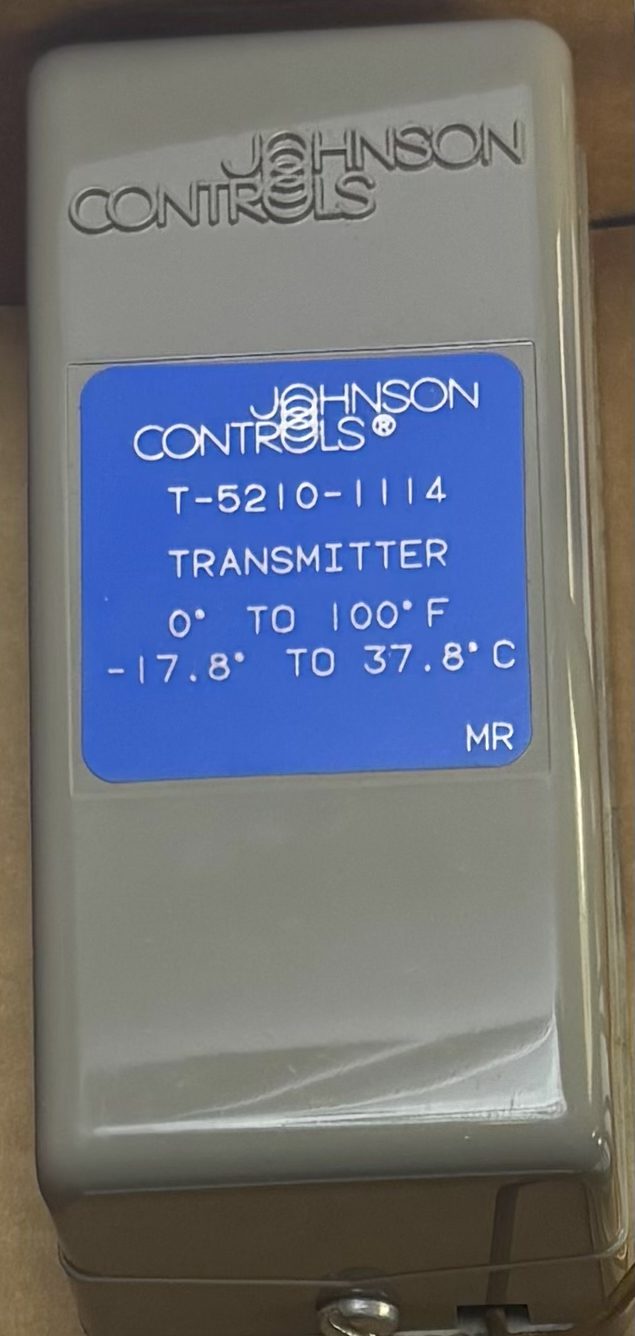 JOHNSON
CONTROLS
JOHNSON
CONTROLS®
T-5210-1114
TRANSMITTER
0° TO 100°F
-17.8° TO 37.8°C
MR